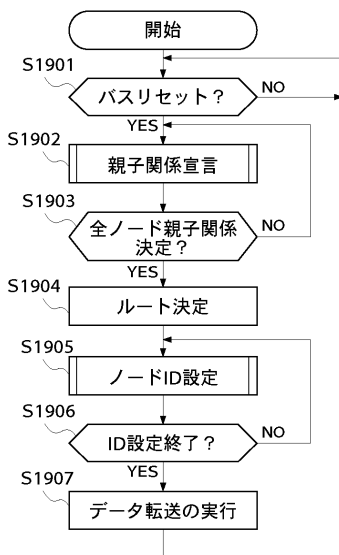 開始
S1901
バスリセット？
NO
YES
S1902
親子関係宣言
S1903
全ノード親子関係
決定？
NO
YES
S1904
ルート決定
S1905
ノードID設定
S1906
ID設定終了？
NO
YES
S1907
データ転送の実行